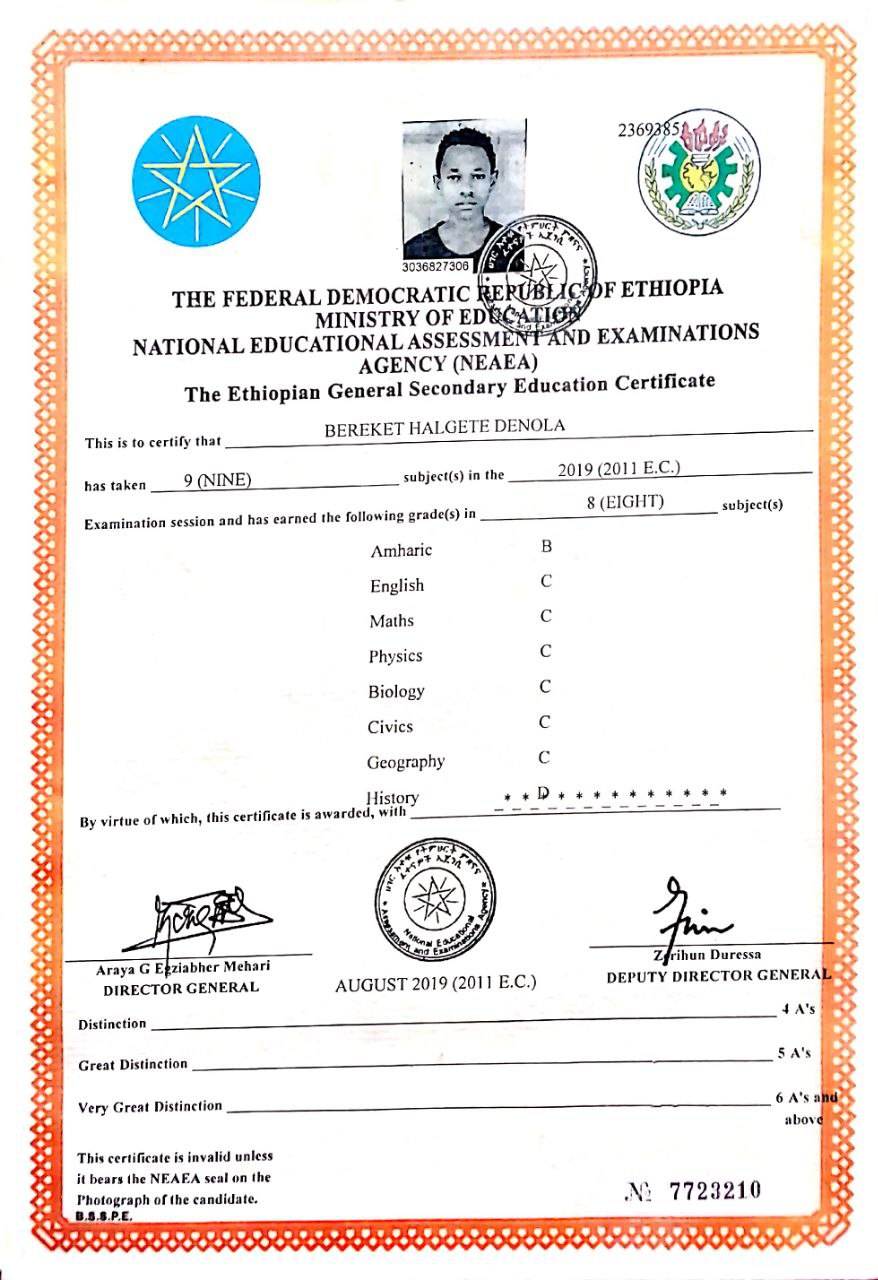 2369385
3036827306
THE FEDERAL DEMOCRATIC REPUBLIC OF ETHIOPIA
MINISTRY OF EDUCATION
NATIONAL EDUCATIONAL ASSESSMENT AND EXAMINATIONS
AGENCY (NEAEA)
The Ethiopian General Secondary Education Certificate
This is to certify that BEREKET HALGETE DENOLA
has taken 9 (NINE) subject(s) in the 2019 (2011 E.C.)
Examination session and has earned the following grade(s) in 8 (EIGHT) subject(s)
Amharic B
English C
Maths C
Physics C
Biology C
Civics C
Geography C
History * * D * * * * * * * * * *
By virtue of which, this certificate is awarded, with
National Educational
Assessment and Examinations Agency
Araya G Egziabher Mehari
DIRECTOR GENERAL
AUGUST 2019 (2011 E.C.)
Zerihun Duressa
DEPUTY DIRECTOR GENERAL
Distinction 4 A's
Great Distinction 5 A's
Very Great Distinction 6 A's and
above
This certificate is invalid unless
it bears the NEAEA seal on the
Photograph of the candidate.
B.S.S.P.E.
№ 7723210